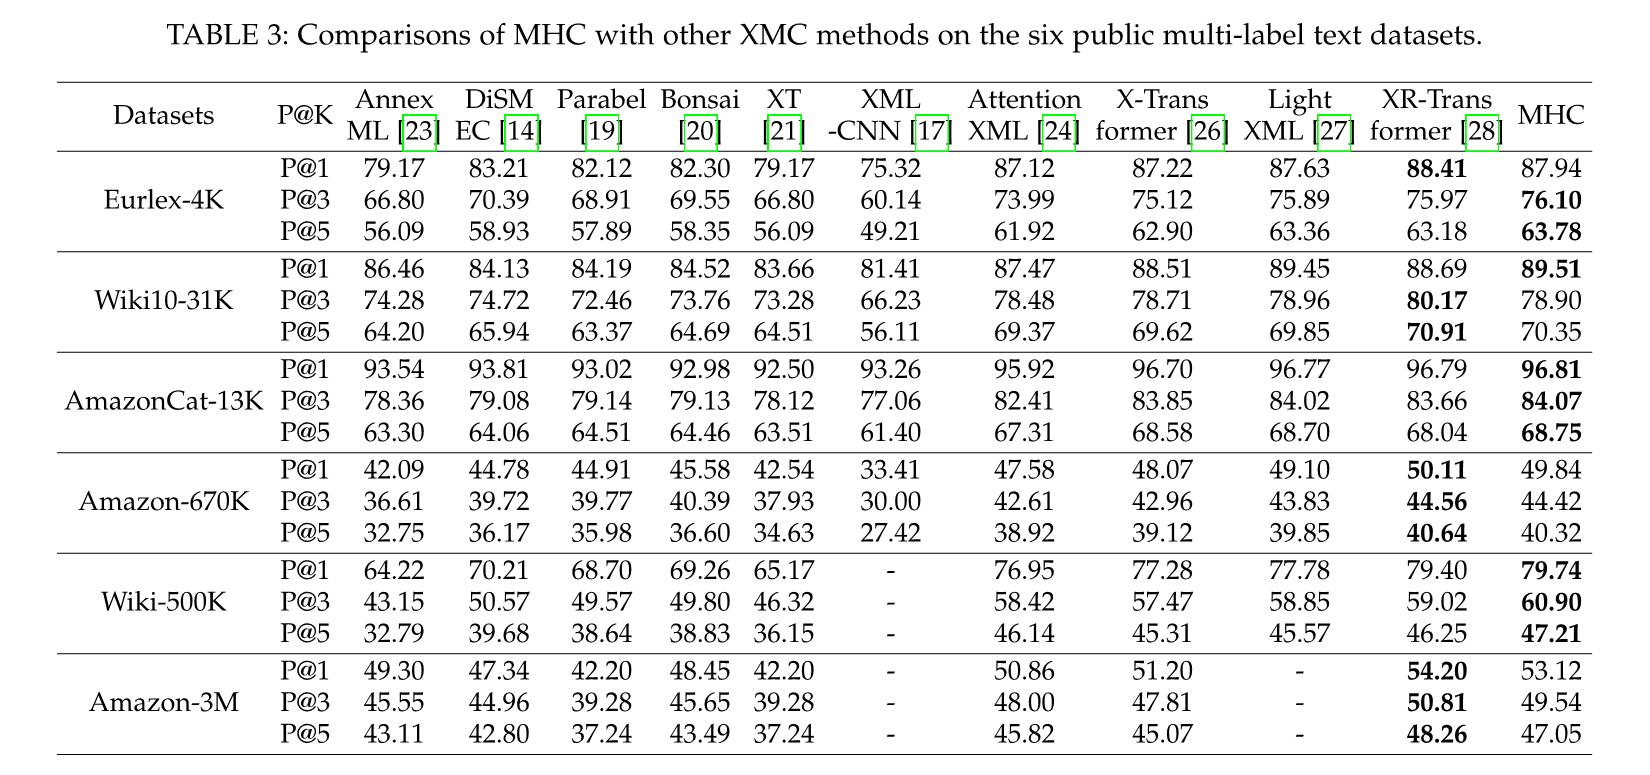 TABLE 3: Comparisons of MHC with other XMC methods on the six public multi-label text datasets.
Datasets P@K Annex ML [23] DiSM EC [14] Parabel [19] Bonsai [20] XT [21] XML -CNN [17] Attention XML [24] X-Trans former [26] Light XML [27] XR-Trans former [28] MHC
Eurlex-4K
P@1 79.17 83.21 82.12 82.30 79.17 75.32 87.12 87.22 87.63 88.41 87.94
P@3 66.80 70.39 68.91 69.55 66.80 60.14 73.99 75.12 75.89 75.97 76.10
P@5 56.09 58.93 57.89 58.35 56.09 49.21 61.92 62.90 63.36 63.18 63.78
Wiki10-31K
P@1 86.46 84.13 84.19 84.52 83.66 81.41 87.47 88.51 89.45 88.69 89.51
P@3 74.28 74.72 72.46 73.76 73.28 66.23 78.48 78.71 78.96 80.17 78.90
P@5 64.20 65.94 63.37 64.69 64.51 56.11 69.37 69.62 69.85 70.91 70.35
AmazonCat-13K
P@1 93.54 93.81 93.02 92.98 92.50 93.26 95.92 96.70 96.77 96.79 96.81
P@3 78.36 79.08 79.14 79.13 78.12 77.06 82.41 83.85 84.02 83.66 84.07
P@5 63.30 64.06 64.51 64.46 63.51 61.40 67.31 68.58 68.70 68.04 68.75
Amazon-670K
P@1 42.09 44.78 44.91 45.58 42.54 33.41 47.58 48.07 49.10 50.11 49.84
P@3 36.61 39.72 39.77 40.39 37.93 30.00 42.61 42.96 43.83 44.56 44.42
P@5 32.75 36.17 35.98 36.60 34.63 27.42 38.92 39.12 39.85 40.64 40.32
Wiki-500K
P@1 64.22 70.21 68.70 69.26 65.17 - 76.95 77.28 77.78 79.40 79.74
P@3 43.15 50.57 49.57 49.80 46.32 - 58.42 57.47 58.85 59.02 60.90
P@5 32.79 39.68 38.64 38.83 36.15 - 46.14 45.31 45.57 46.25 47.21
Amazon-3M
P@1 49.30 47.34 42.20 48.45 42.20 - 50.86 51.20 - 54.20 53.12
P@3 45.55 44.96 39.28 45.65 39.28 - 48.00 47.81 - 50.81 49.54
P@5 43.11 42.80 37.24 43.49 37.24 - 45.82 45.07 - 48.26 47.05